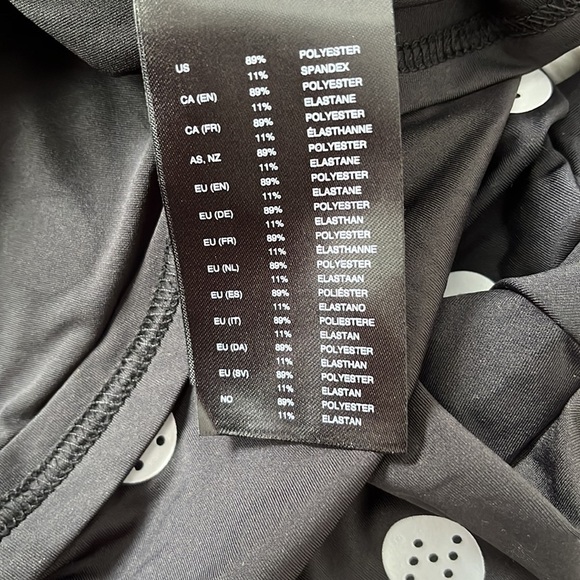 US 89% POLYESTER
11% SPANDEX
CA (EN) 89% POLYESTER
11% ELASTANE
CA (FR) 89% POLYESTER
11% ÉLASTHANNE
AS, NZ 89% POLYESTER
11% ELASTANE
EU (EN) 89% POLYESTER
11% ELASTANE
EU (DE) 89% POLYESTER
11% ELASTHAN
EU (FR) 89% POLYESTER
11% ÉLASTHANNE
EU (NL) 89% POLYESTER
11% ELASTAAN
EU (ES) 89% POLIÉSTER
11% ELASTANO
EU (IT) 89% POLIESTERE
11% ELASTAN
EU (DA) 89% POLYESTER
11% ELASTHAN
EU (SV) 89% POLYESTER
11% ELASTAN
NO 89% POLYESTER
11% ELASTAN